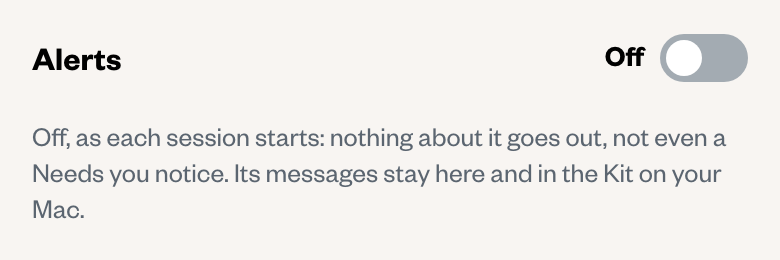 Alerts
Off
Off, as each session starts: nothing about it goes out, not even a
Needs you notice. Its messages stay here and in the Kit on your
Mac.